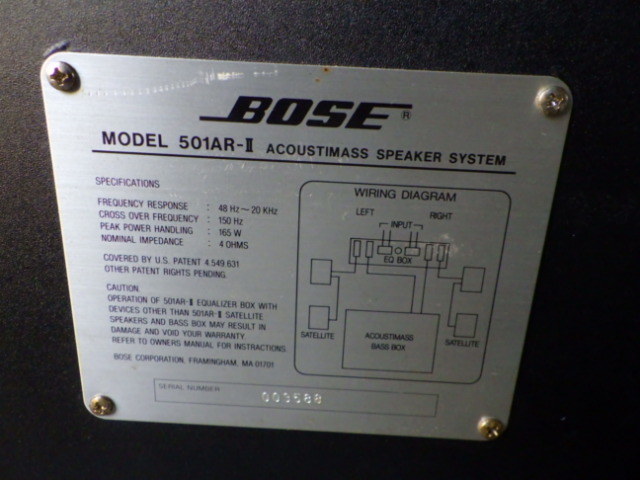 BOSE®
MODEL 501AR-II ACOUSTIMASS SPEAKER SYSTEM
SPECIFICATIONS
FREQUENCY RESPONSE : 48 Hz～20 KHz
CROSS OVER FREQUENCY : 150 Hz
PEAK POWER HANDLING : 165 W
NOMINAL IMPEDANCE : 4 OHMS
COVERED BY U.S. PATENT 4.549.631
OTHER PATENT RIGHTS PENDING.
CAUTION
OPERATION OF 501AR-II EQUALIZER BOX WITH
DEVICES OTHER THAN 501AR-II SATELLITE
SPEAKERS AND BASS BOX MAY RESULT IN
DAMAGE AND VOID YOUR WARRANTY.
REFER TO OWNERS MANUAL FOR INSTRUCTIONS.
BOSE CORPORATION, FRAMINGHAM, MA 01701
WIRING DIAGRAM
LEFT RIGHT
INPUT
EQ BOX
SATELLITE
ACOUSTIMASS
BASS BOX
SATELLITE
SERIAL NUMBER
003588